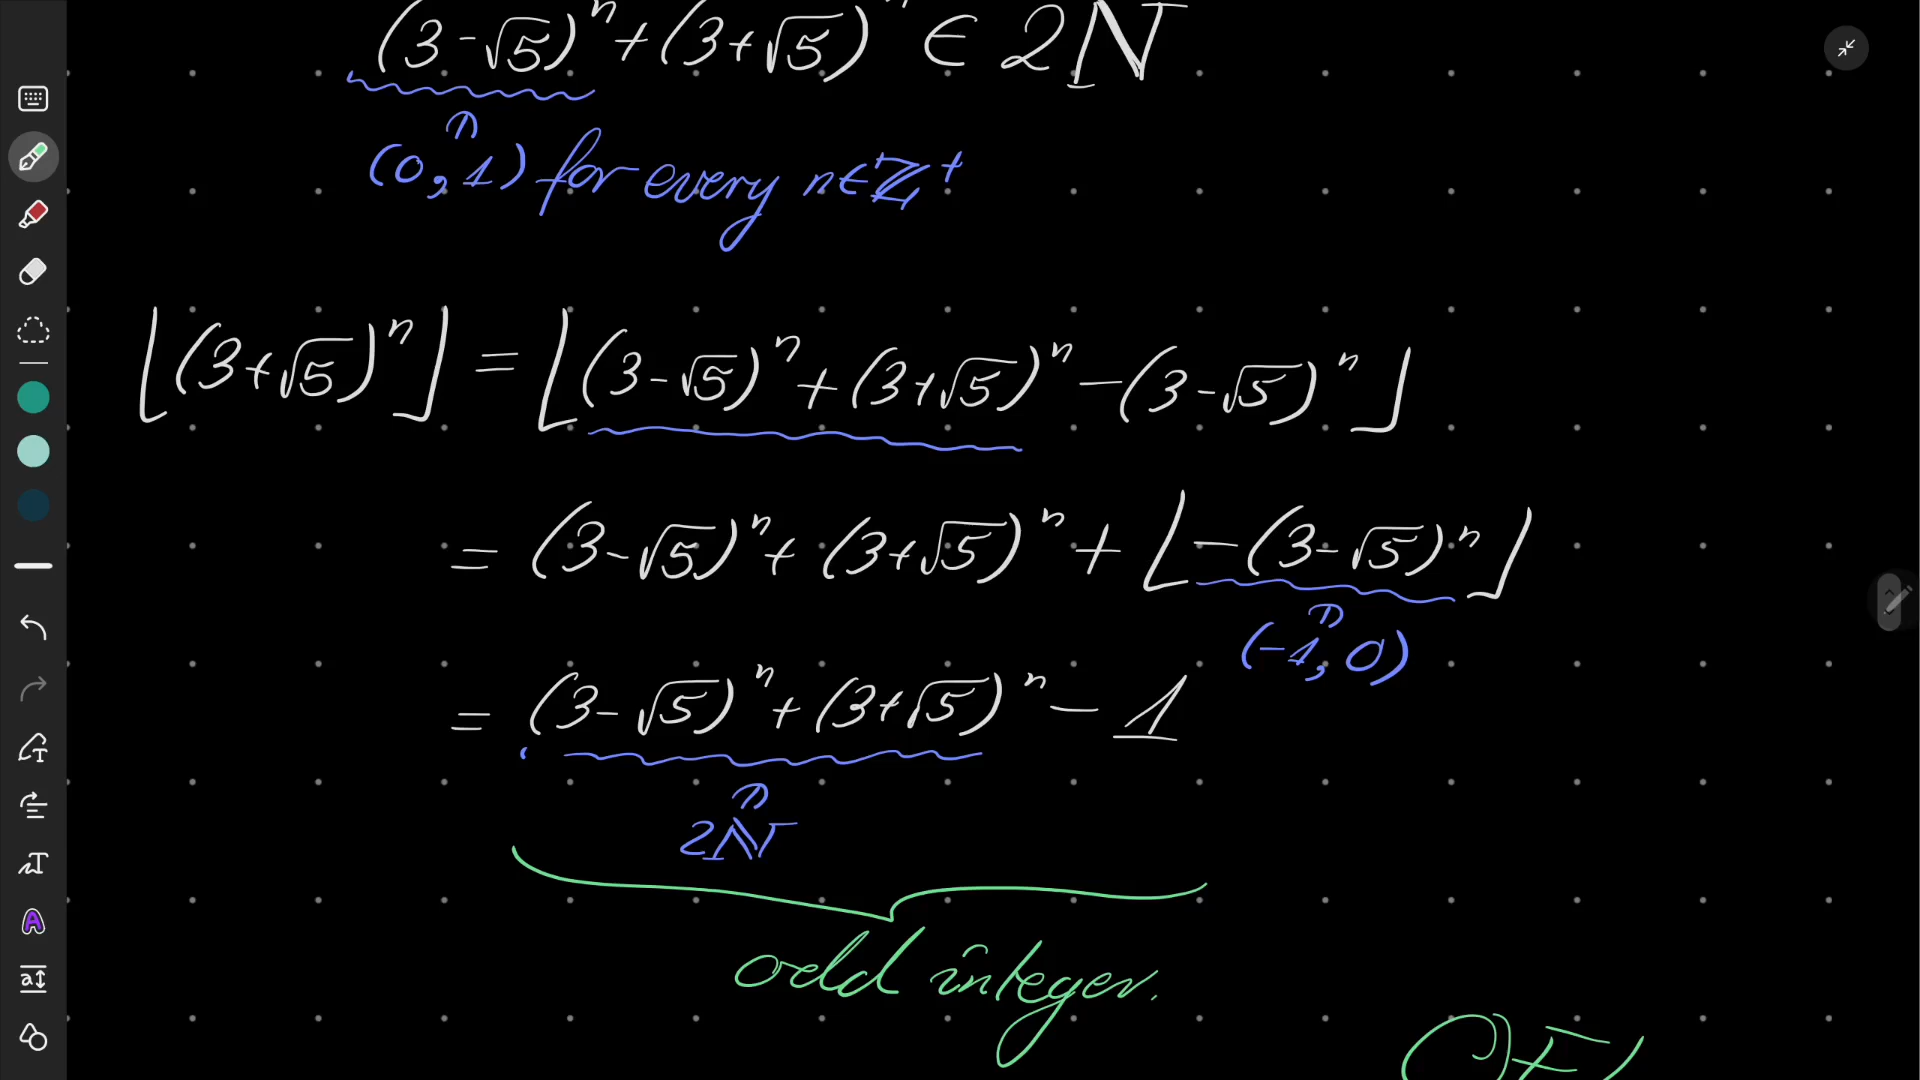 (3-√5)ⁿ+(3+√5)ⁿ ∈ 2ℕ
(0,1) for every n∈ℤ⁺
⌊(3+√5)ⁿ⌋ = ⌊(3-√5)ⁿ+(3+√5)ⁿ-(3-√5)ⁿ⌋
= (3-√5)ⁿ+(3+√5)ⁿ+⌊-(3-√5)ⁿ⌋
(-1,0)
= (3-√5)ⁿ+(3+√5)ⁿ-1
2ℕ
odd integer.